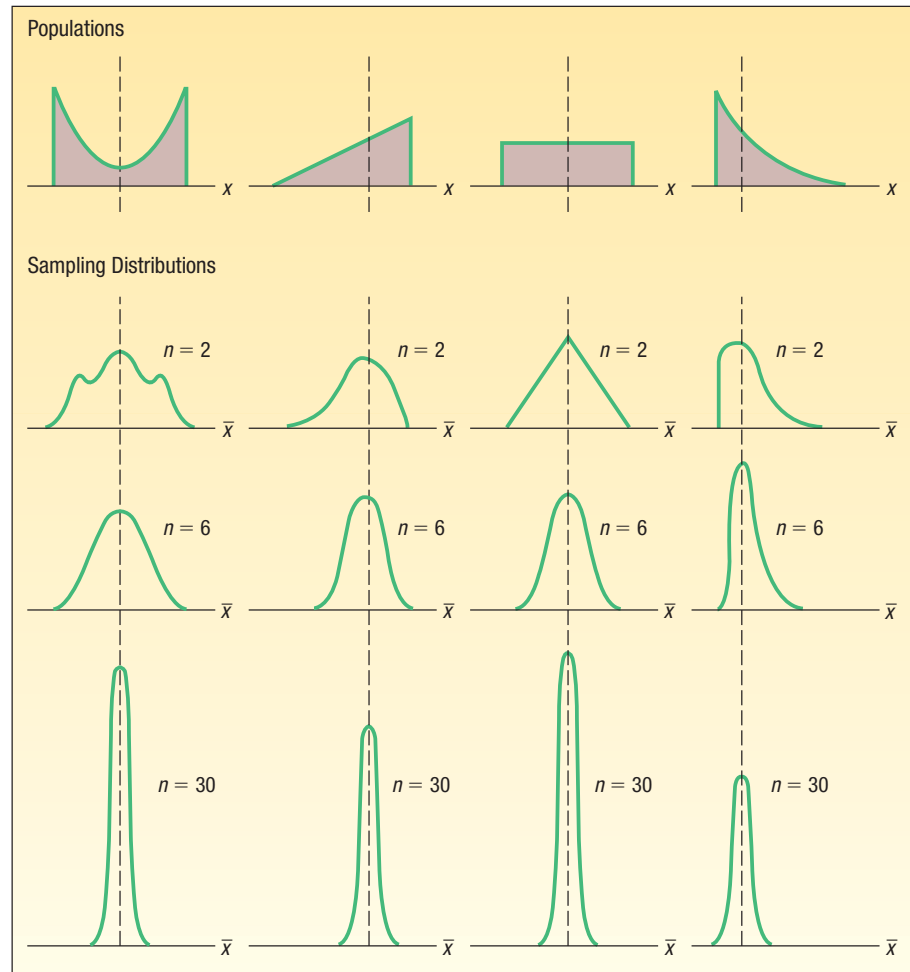 Populations
x x x x
Sampling Distributions
n = 2 n = 2 n = 2 n = 2
x̄ x̄ x̄ x̄
n = 6 n = 6 n = 6 n = 6
x̄ x̄ x̄ x̄
n = 30 n = 30 n = 30 n = 30
x̄ x̄ x̄ x̄